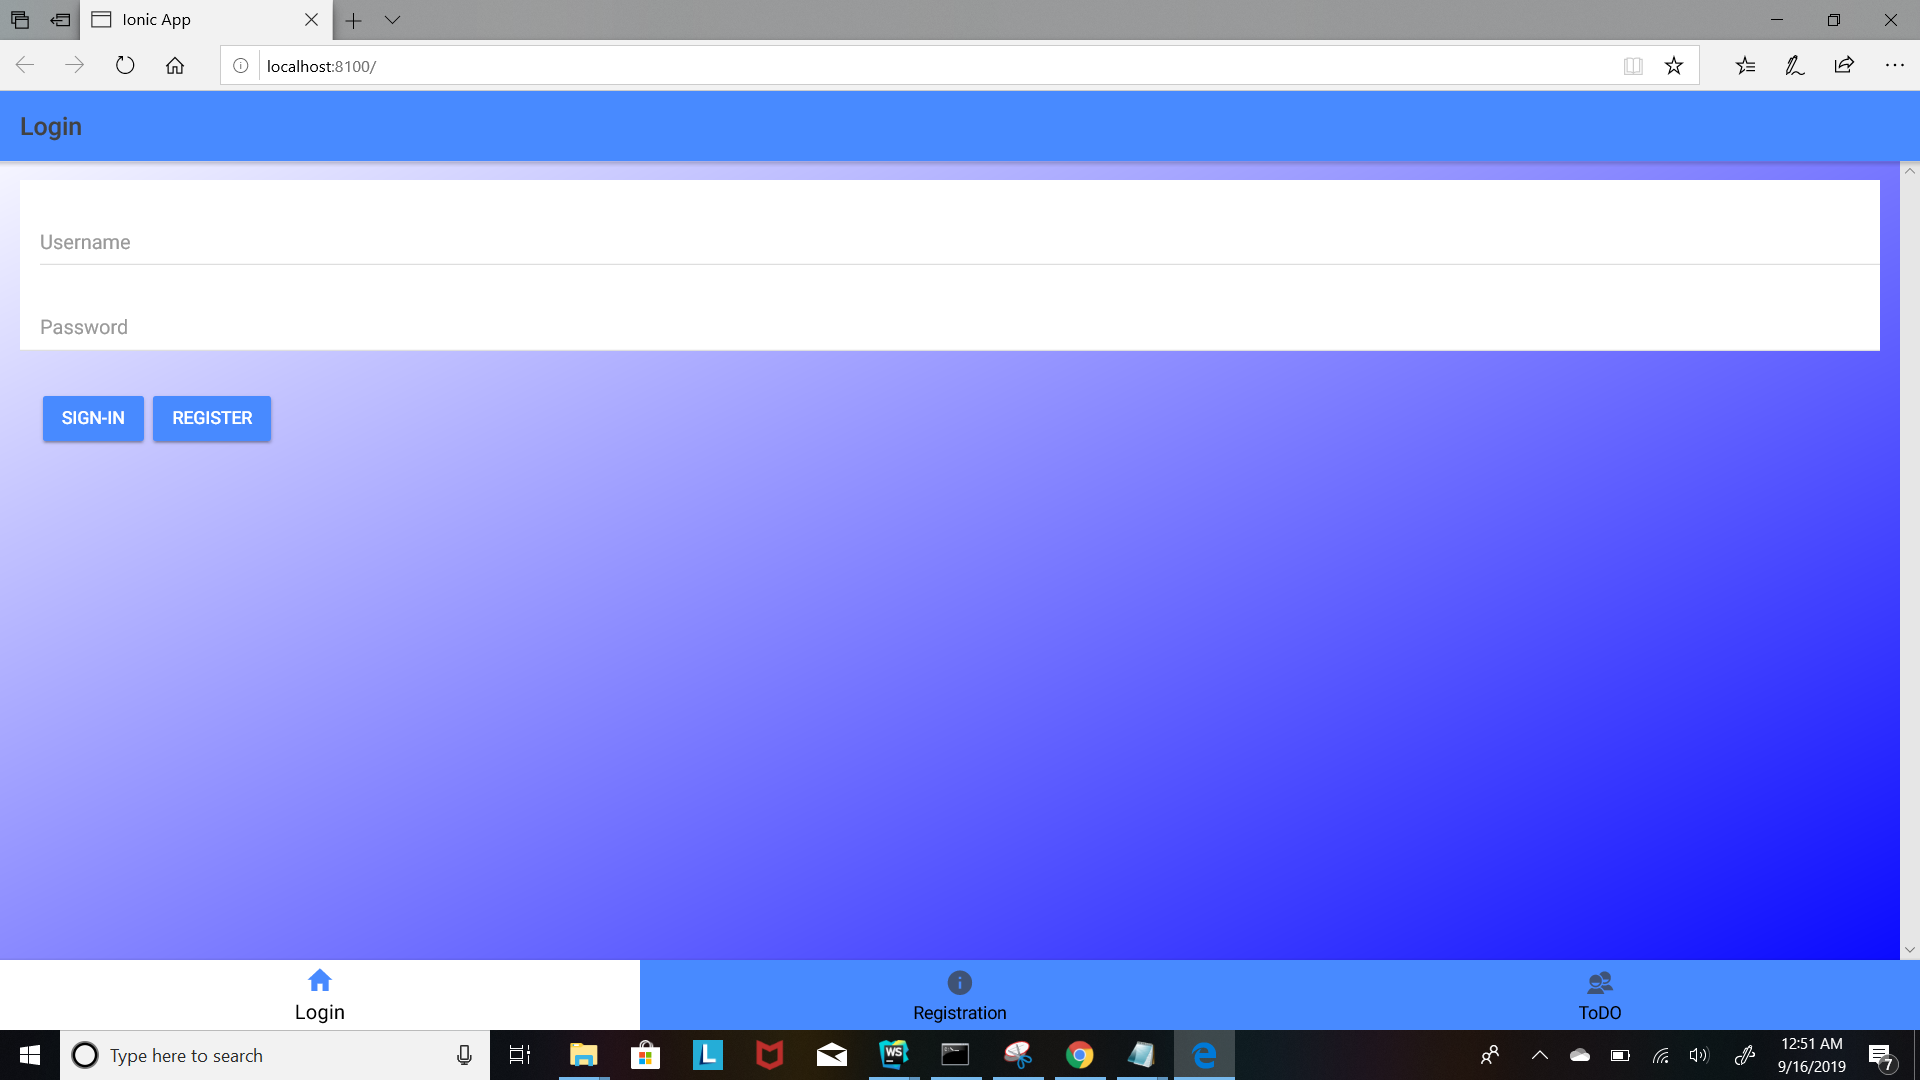 Ionic App
localhost:8100/
Login
Username
Password
SIGN-IN REGISTER
Login
Registration
ToDO
Type here to search
L
WS
12:51 AM
9/16/2019
7